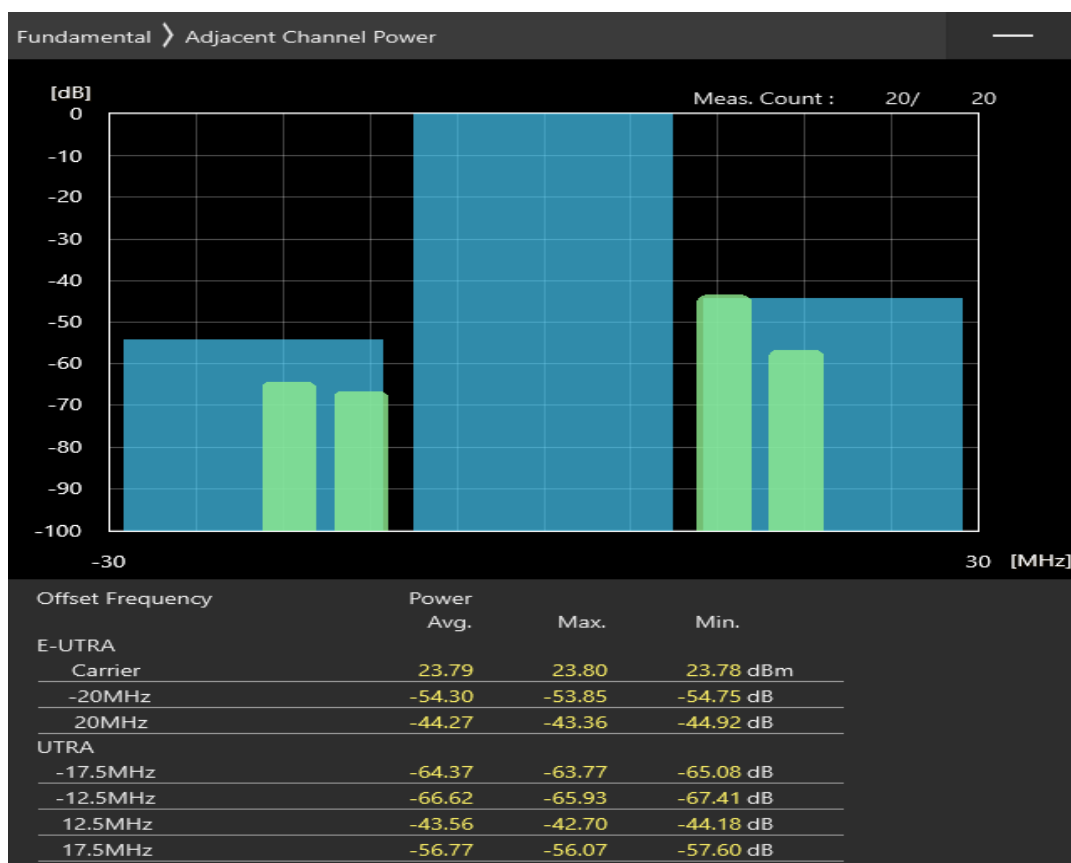 Fundamental ❯ Adjacent Channel Power
[dB]
Meas. Count : 20/ 20
0
-10
-20
-30
-40
-50
-60
-70
-80
-90
-100
-30 30 [MHz]
Offset Frequency Power
Avg. Max. Min.
E-UTRA
Carrier 23.79 23.80 23.78 dBm
-20MHz -54.30 -53.85 -54.75 dB
20MHz -44.27 -43.36 -44.92 dB
UTRA
-17.5MHz -64.37 -63.77 -65.08 dB
-12.5MHz -66.62 -65.93 -67.41 dB
12.5MHz -43.56 -42.70 -44.18 dB
17.5MHz -56.77 -56.07 -57.60 dB